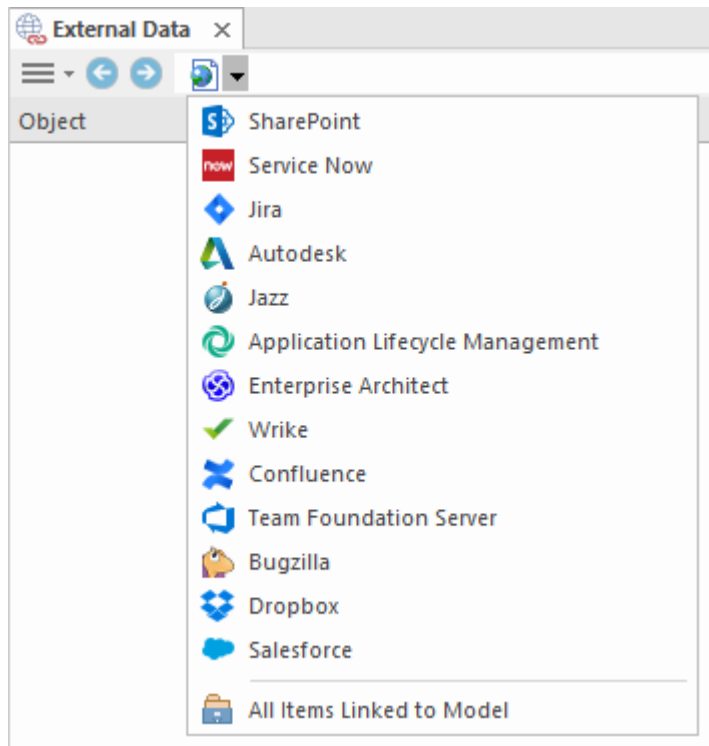 External Data
Object
SharePoint
now Service Now
Jira
Autodesk
Jazz
Application Lifecycle Management
Enterprise Architect
Wrike
Confluence
Team Foundation Server
Bugzilla
Dropbox
Salesforce
All Items Linked to Model